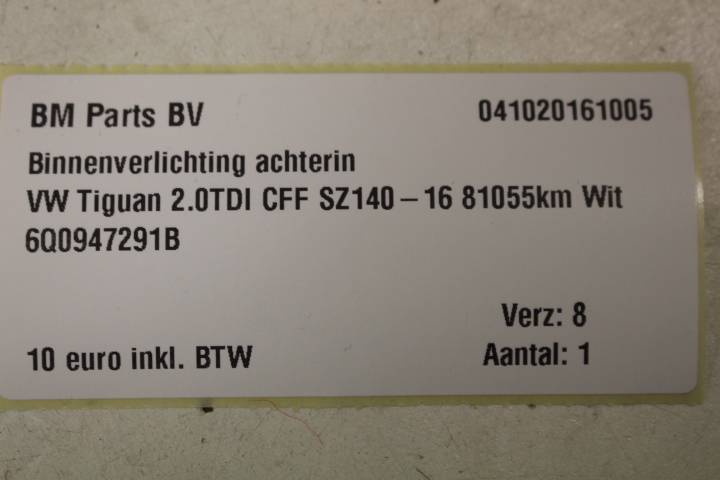 BM Parts BV 041020161005
Binnenverlichting achterin
VW Tiguan 2.0TDI CFF SZ140 – 16 81055km Wit
6Q0947291B
Verz: 8
10 euro inkl. BTW Aantal: 1